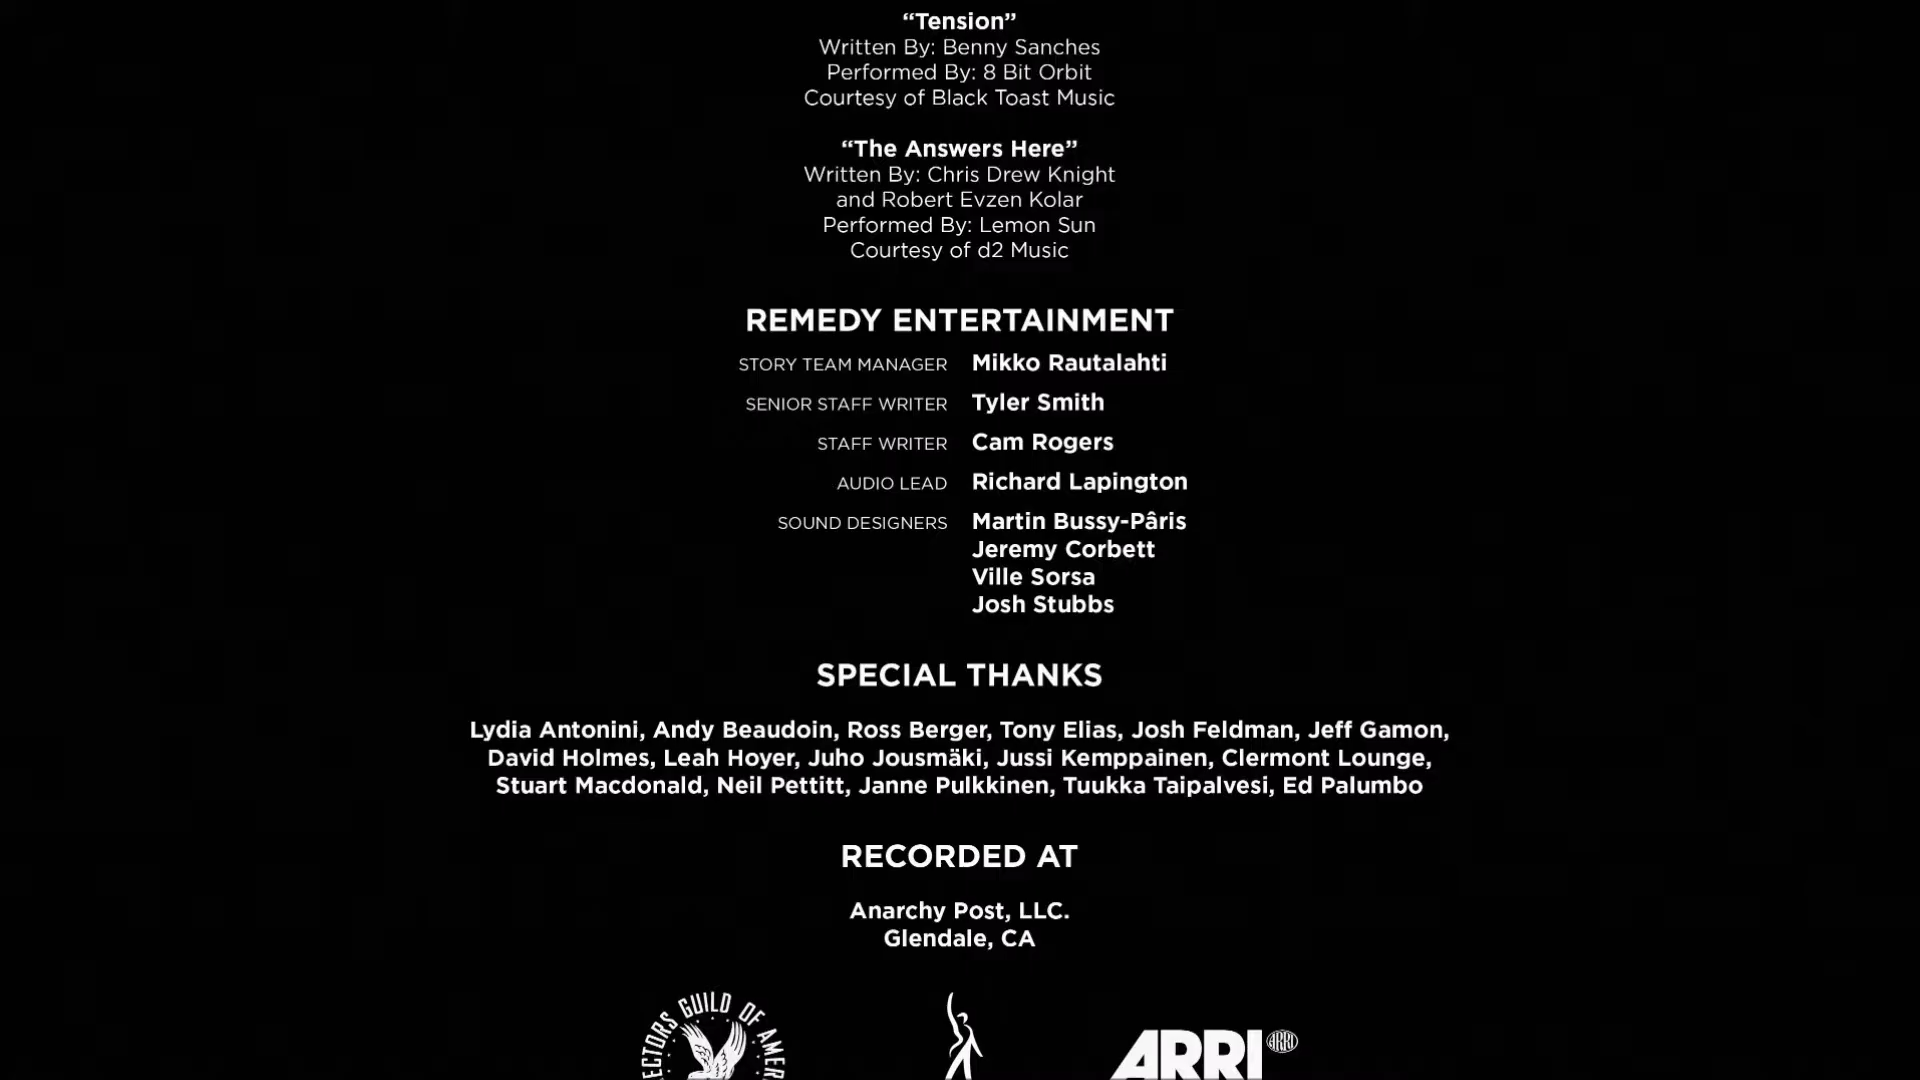 “Tension”
Written By: Benny Sanches
Performed By: 8 Bit Orbit
Courtesy of Black Toast Music
“The Answers Here”
Written By: Chris Drew Knight
and Robert Evzen Kolar
Performed By: Lemon Sun
Courtesy of d2 Music
REMEDY ENTERTAINMENT
STORY TEAM MANAGER Mikko Rautalahti
SENIOR STAFF WRITER Tyler Smith
STAFF WRITER Cam Rogers
AUDIO LEAD Richard Lapington
SOUND DESIGNERS Martin Bussy-Pâris
Jeremy Corbett
Ville Sorsa
Josh Stubbs
SPECIAL THANKS
Lydia Antonini, Andy Beaudoin, Ross Berger, Tony Elias, Josh Feldman, Jeff Gamon,
David Holmes, Leah Hoyer, Juho Jousmäki, Jussi Kemppainen, Clermont Lounge,
Stuart Macdonald, Neil Pettitt, Janne Pulkkinen, Tuukka Taipalvesi, Ed Palumbo
RECORDED AT
Anarchy Post, LLC.
Glendale, CA
ECTORS GUILD OF AMER
ARRI ARRI